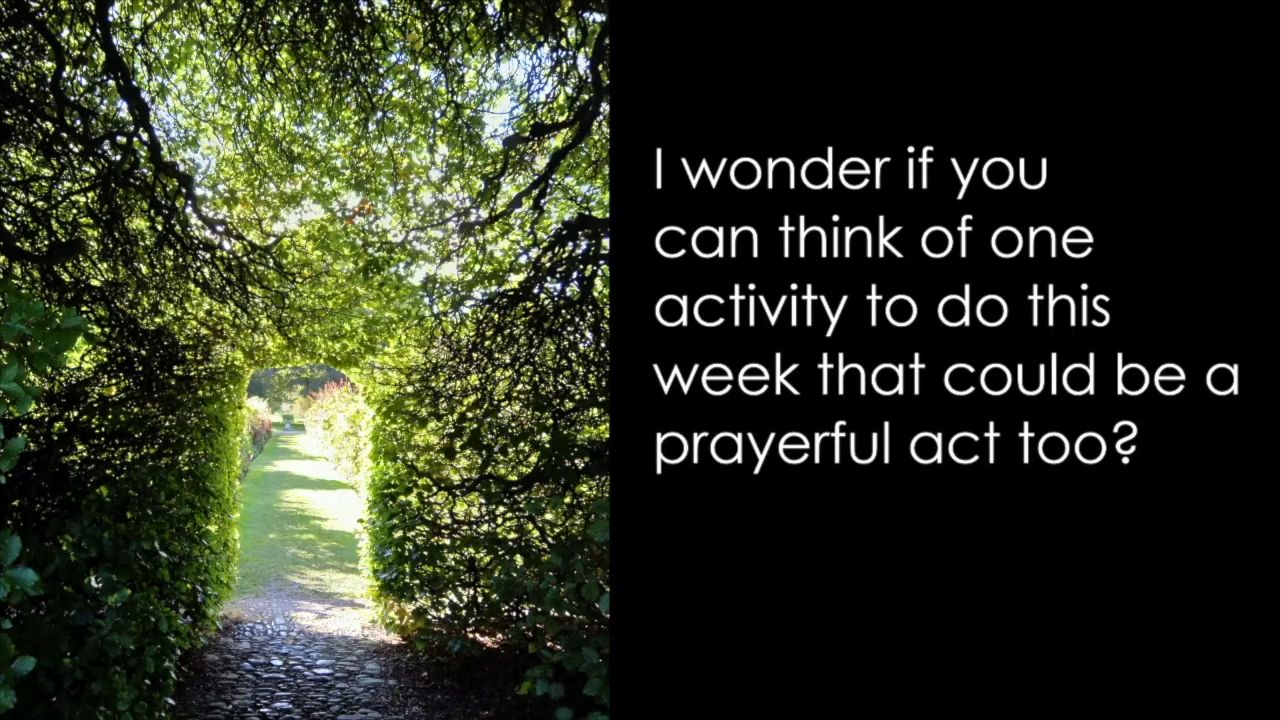 I wonder if you
can think of one
activity to do this
week that could be a
prayerful act too?